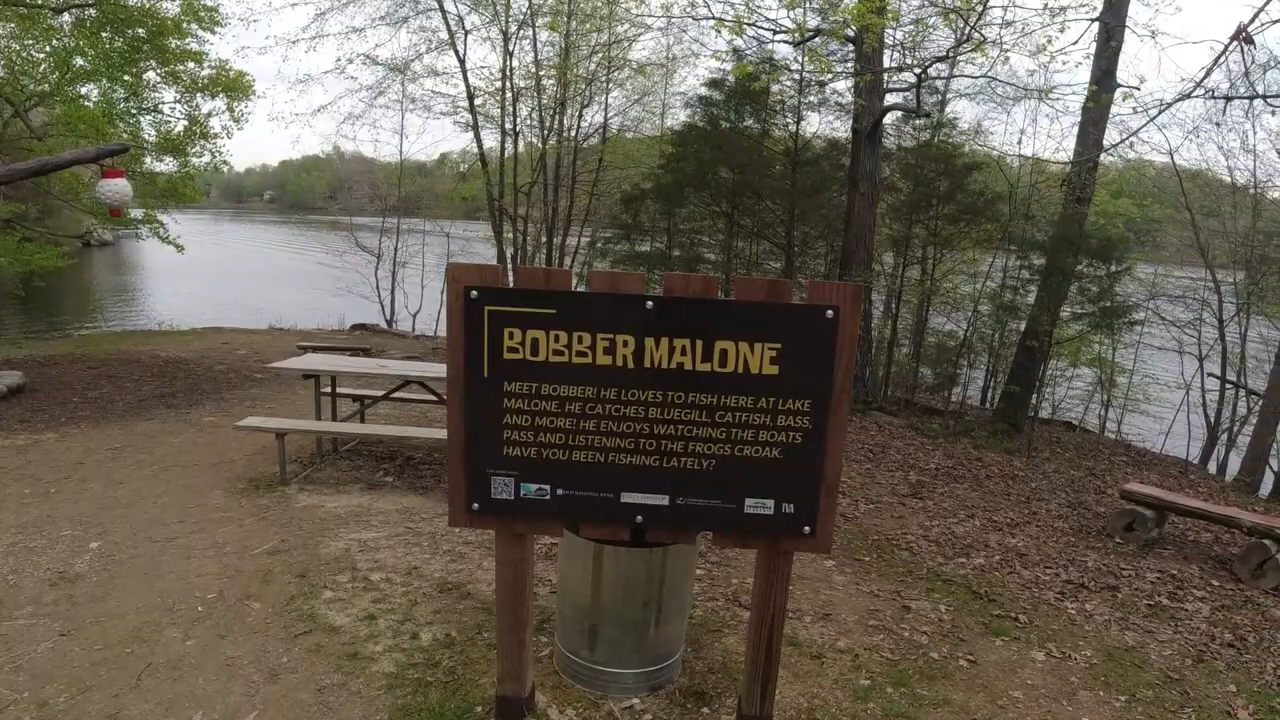 BOBBER MALONE
MEET BOBBER! HE LOVES TO FISH HERE AT LAKE
MALONE. HE CATCHES BLUEGILL, CATFISH, BASS,
AND MORE! HE ENJOYS WATCHING THE BOATS
PASS AND LISTENING TO THE FROGS CROAK.
HAVE YOU BEEN FISHING LATELY?